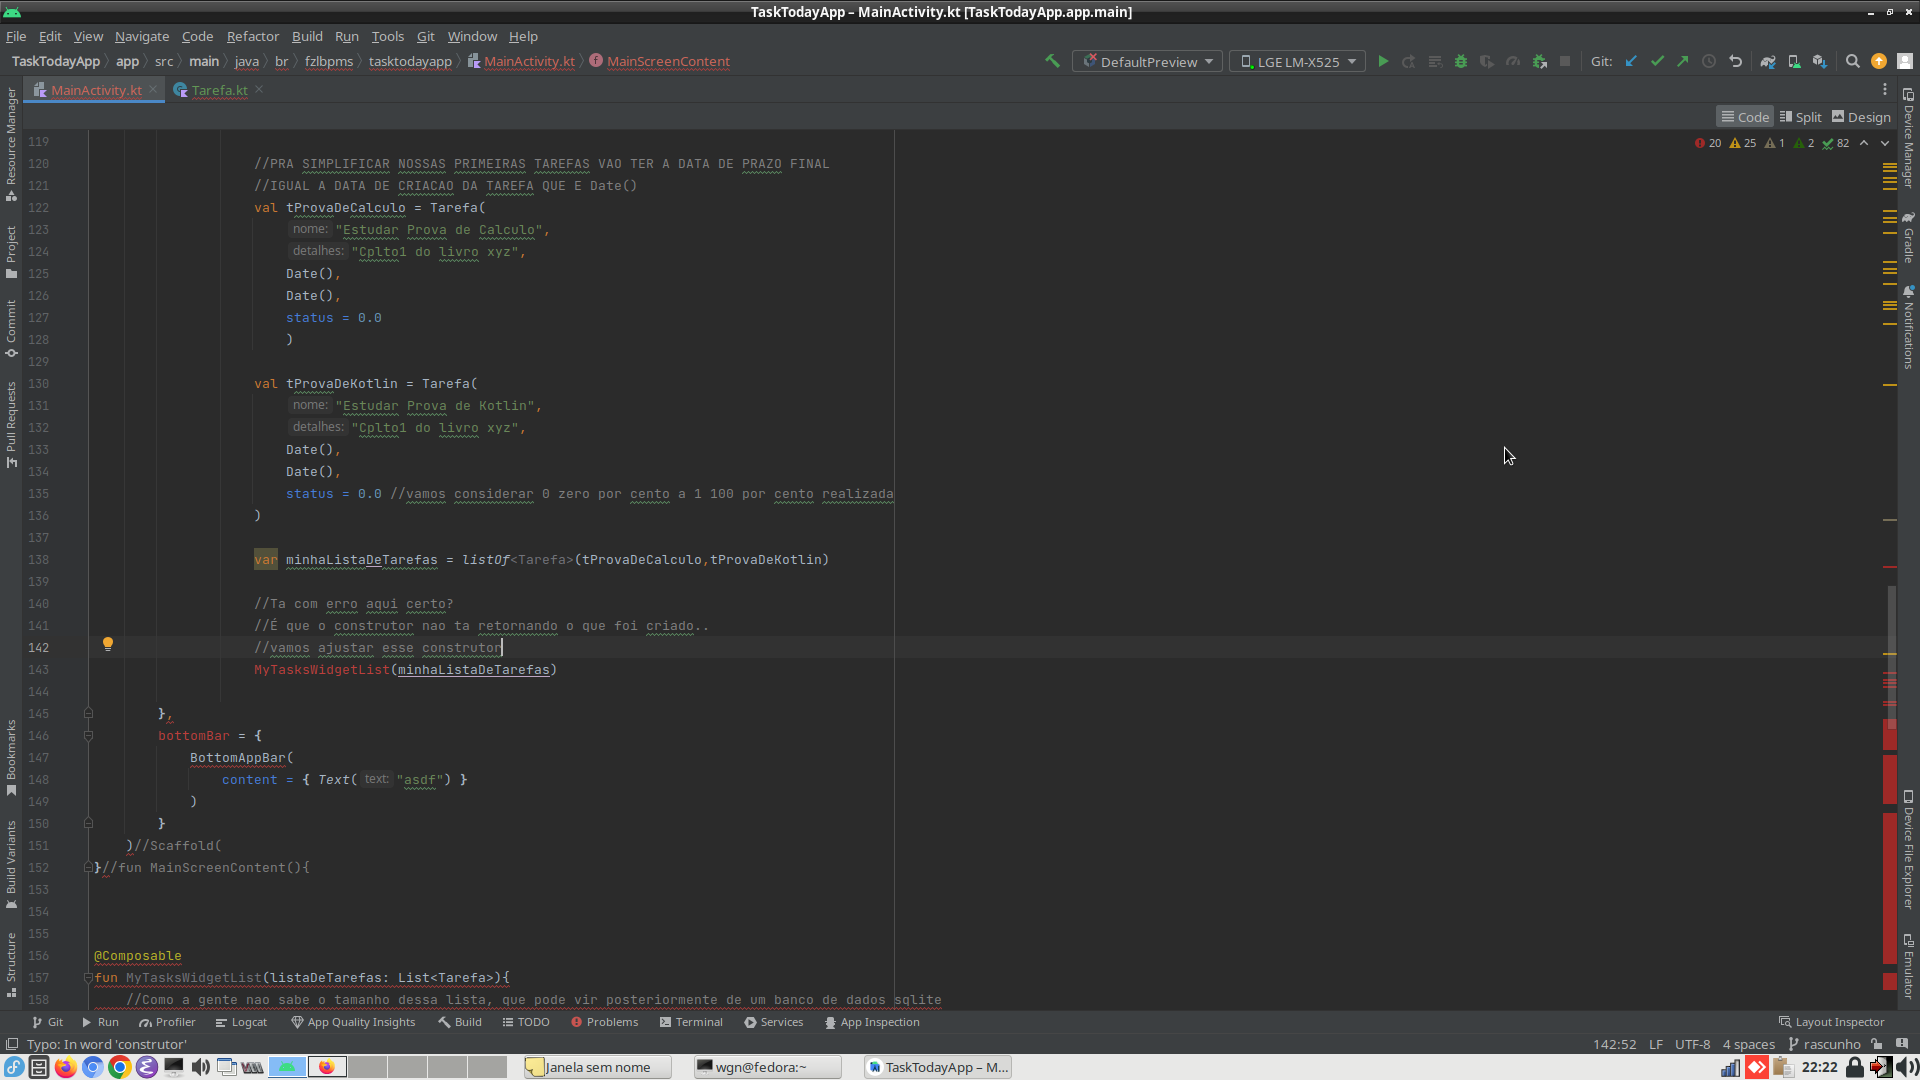 TaskTodayApp – MainActivity.kt [TaskTodayApp.app.main]
File Edit View Navigate Code Refactor Build Run Tools Git Window Help
TaskTodayApp app src main java br fzlbpms tasktodayapp MainActivity.kt MainScreenContent DefaultPreview LGE LM-X525 Git:
MainActivity.kt Tarefa.kt
Code Split Design
20 25 1 2 82
119
120 //PRA SIMPLIFICAR NOSSAS PRIMEIRAS TAREFAS VAO TER A DATA DE PRAZO FINAL
121 //IGUAL A DATA DE CRIACAO DA TAREFA QUE E Date()
122 val tProvaDeCalculo = Tarefa(
123 nome: "Estudar Prova de Calculo",
124 detalhes: "Cplto1 do livro xyz",
125 Date(),
126 Date(),
127 status = 0.0
128 )
129
130 val tProvaDeKotlin = Tarefa(
131 nome: "Estudar Prova de Kotlin",
132 detalhes: "Cplto1 do livro xyz",
133 Date(),
134 Date(),
135 status = 0.0 //vamos considerar 0 zero por cento a 1 100 por cento realizada
136 )
137
138 var minhaListaDeTarefas = listOf<Tarefa>(tProvaDeCalculo,tProvaDeKotlin)
139
140 //Ta com erro aqui certo?
141 //É que o construtor nao ta retornando o que foi criado..
142 //vamos ajustar esse construtor
143 MyTasksWidgetList(minhaListaDeTarefas)
144
145 },
146 bottomBar = {
147 BottomAppBar(
148 content = { Text( text: "asdf") }
149 )
150 }
151 )//Scaffold(
152 }//fun MainScreenContent(){
153
154
155
156 @Composable
157 fun MyTasksWidgetList(listaDeTarefas: List<Tarefa>){
158 //Como a gente nao sabe o tamanho dessa lista, que pode vir posteriormente de um banco de dados sqlite
Resource Manager
Project
Commit
Pull Requests
Bookmarks
Build Variants
Structure
Device Manager
Gradle
Notifications
Device File Explorer
Emulator
Git Run Profiler Logcat App Quality Insights Build TODO Problems Terminal Services App Inspection Layout Inspector
Typo: In word 'construtor' 142:52 LF UTF-8 4 spaces rascunho
Janela sem nome wgn@fedora:~ TaskTodayApp – M... 22:22